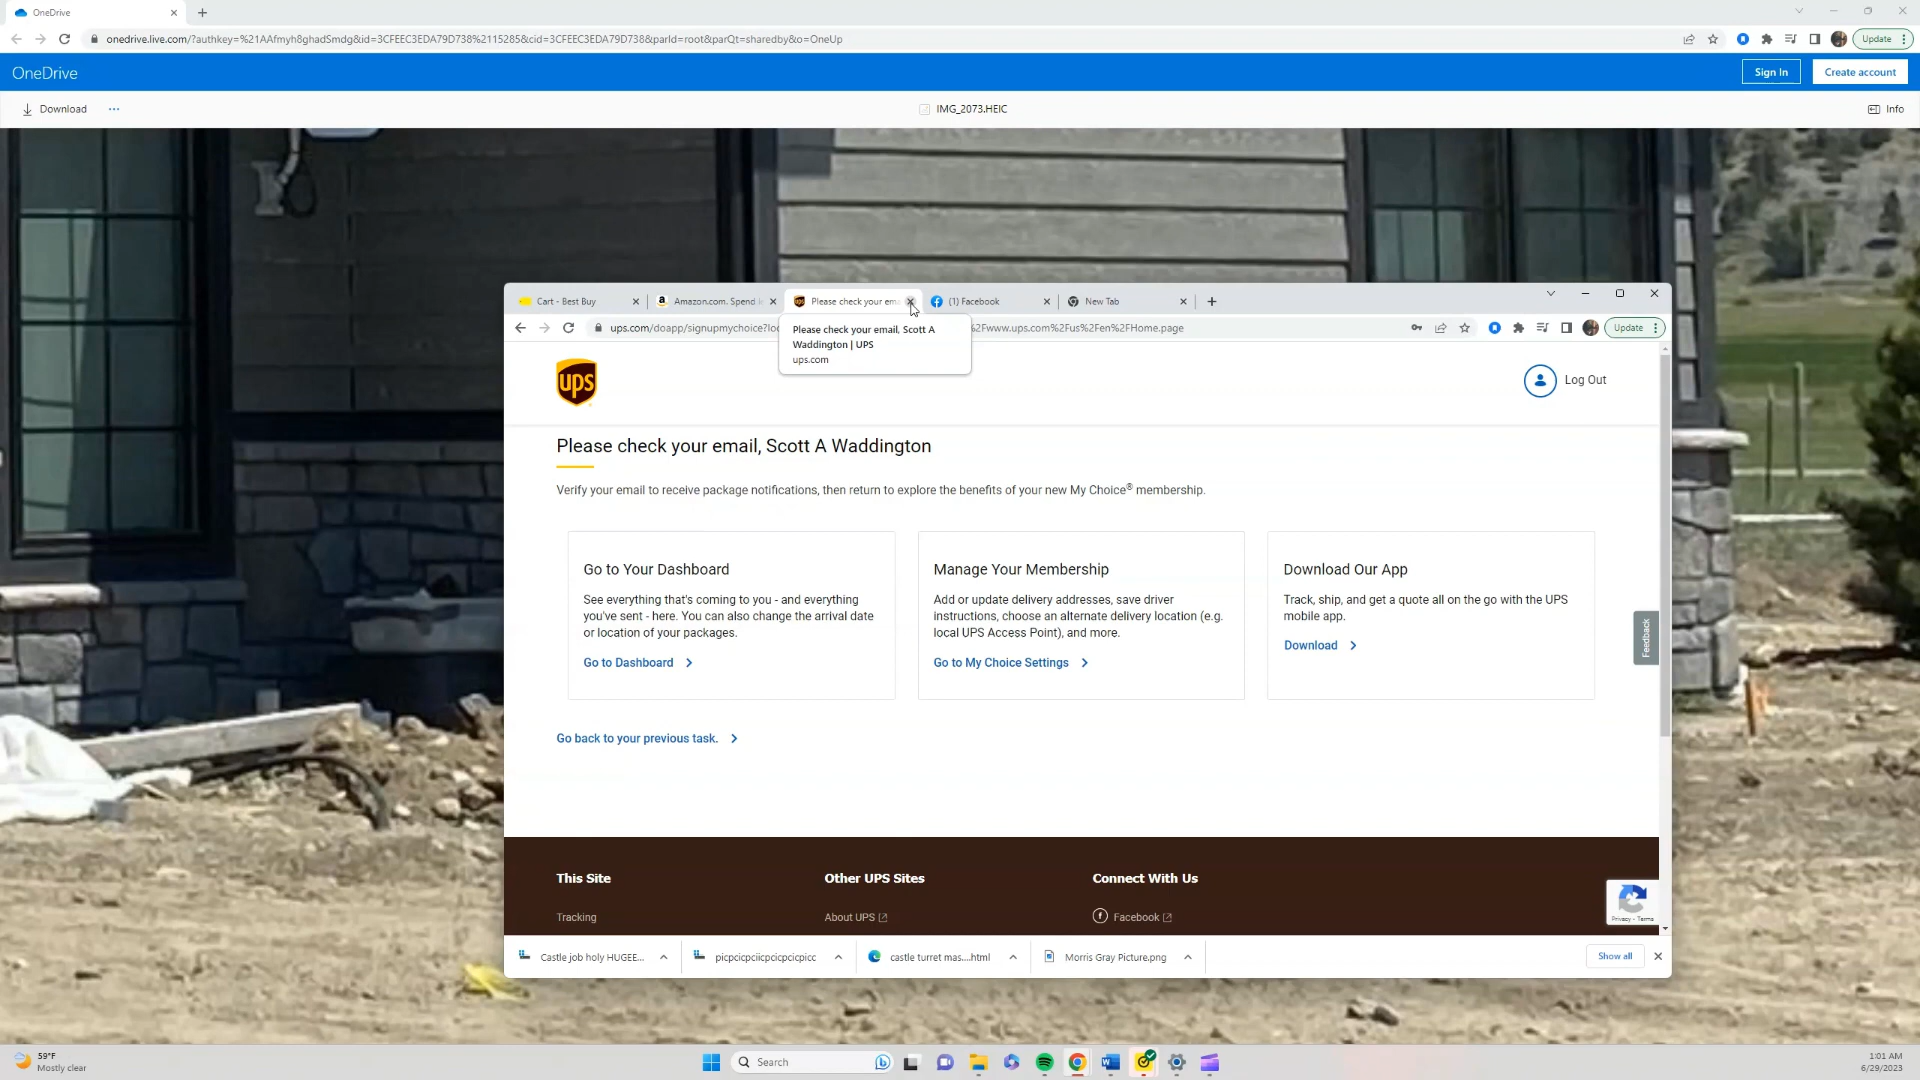 OneDrive
onedrive.live.com/?authkey=%21AAfmyh8ghadSmdg&id=3CFEEC3EDA79D738%2115285&cid=3CFEEC3EDA79D738&parId=root&parQt=sharedby&o=OneUp
Update
OneDrive
Sign In
Create account
Download
IMG_2073.HEIC
Info
Cart - Best Buy
Amazon.com. Spend l
Please check your ema
(1) Facebook
New Tab
ups.com/doapp/signupmychoice?lo
%2Fwww.ups.com%2Fus%2Fen%2FHome.page
Update
Please check your email, Scott A
Waddington | UPS
ups.com
ups
Log Out
Please check your email, Scott A Waddington
Verify your email to receive package notifications, then return to explore the benefits of your new My Choice® membership.
Go to Your Dashboard
See everything that's coming to you - and everything
you've sent - here. You can also change the arrival date
or location of your packages.
Go to Dashboard
Manage Your Membership
Add or update delivery addresses, save driver
instructions, choose an alternate delivery location (e.g.
local UPS Access Point), and more.
Go to My Choice Settings
Download Our App
Track, ship, and get a quote all on the go with the UPS
mobile app.
Download
Feedback
Go back to your previous task.
This Site
Other UPS Sites
Connect With Us
Tracking
About UPS
Facebook
Privacy - Terms
Castle job holy HUGEE...
picpcicpciicpcicpcicpicc
castle turret mas....html
Morris Gray Picture.png
Show all
59°F
Mostly clear
Search
1:01 AM
6/29/2023